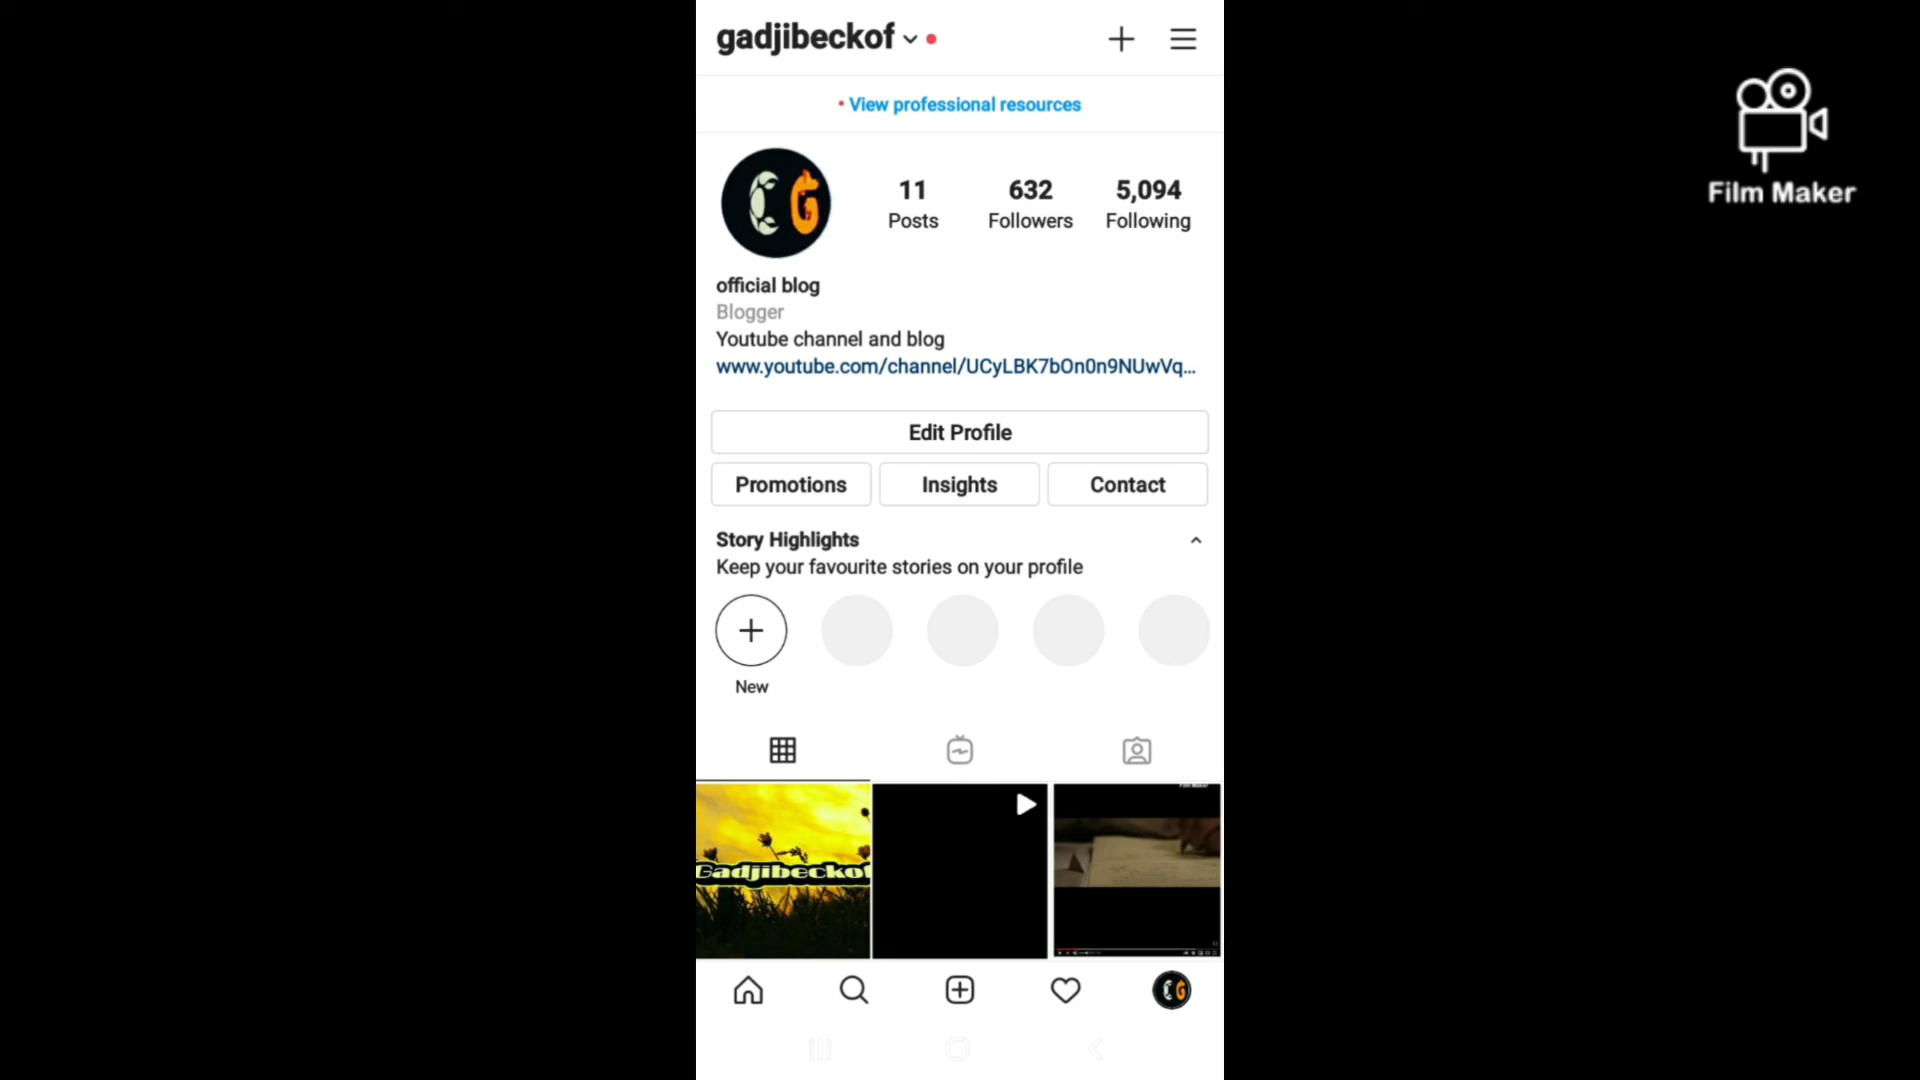 gadjibeckof
• View professional resources
Film Maker
CG
11
632
5,094
Posts
Followers
Following
official blog
Blogger
Youtube channel and blog
www.youtube.com/channel/UCyLBK7bOn0n9NUwVq...
Edit Profile
Promotions
Insights
Contact
Story Highlights
Keep your favourite stories on your profile
New
Gadjibeckof
CG